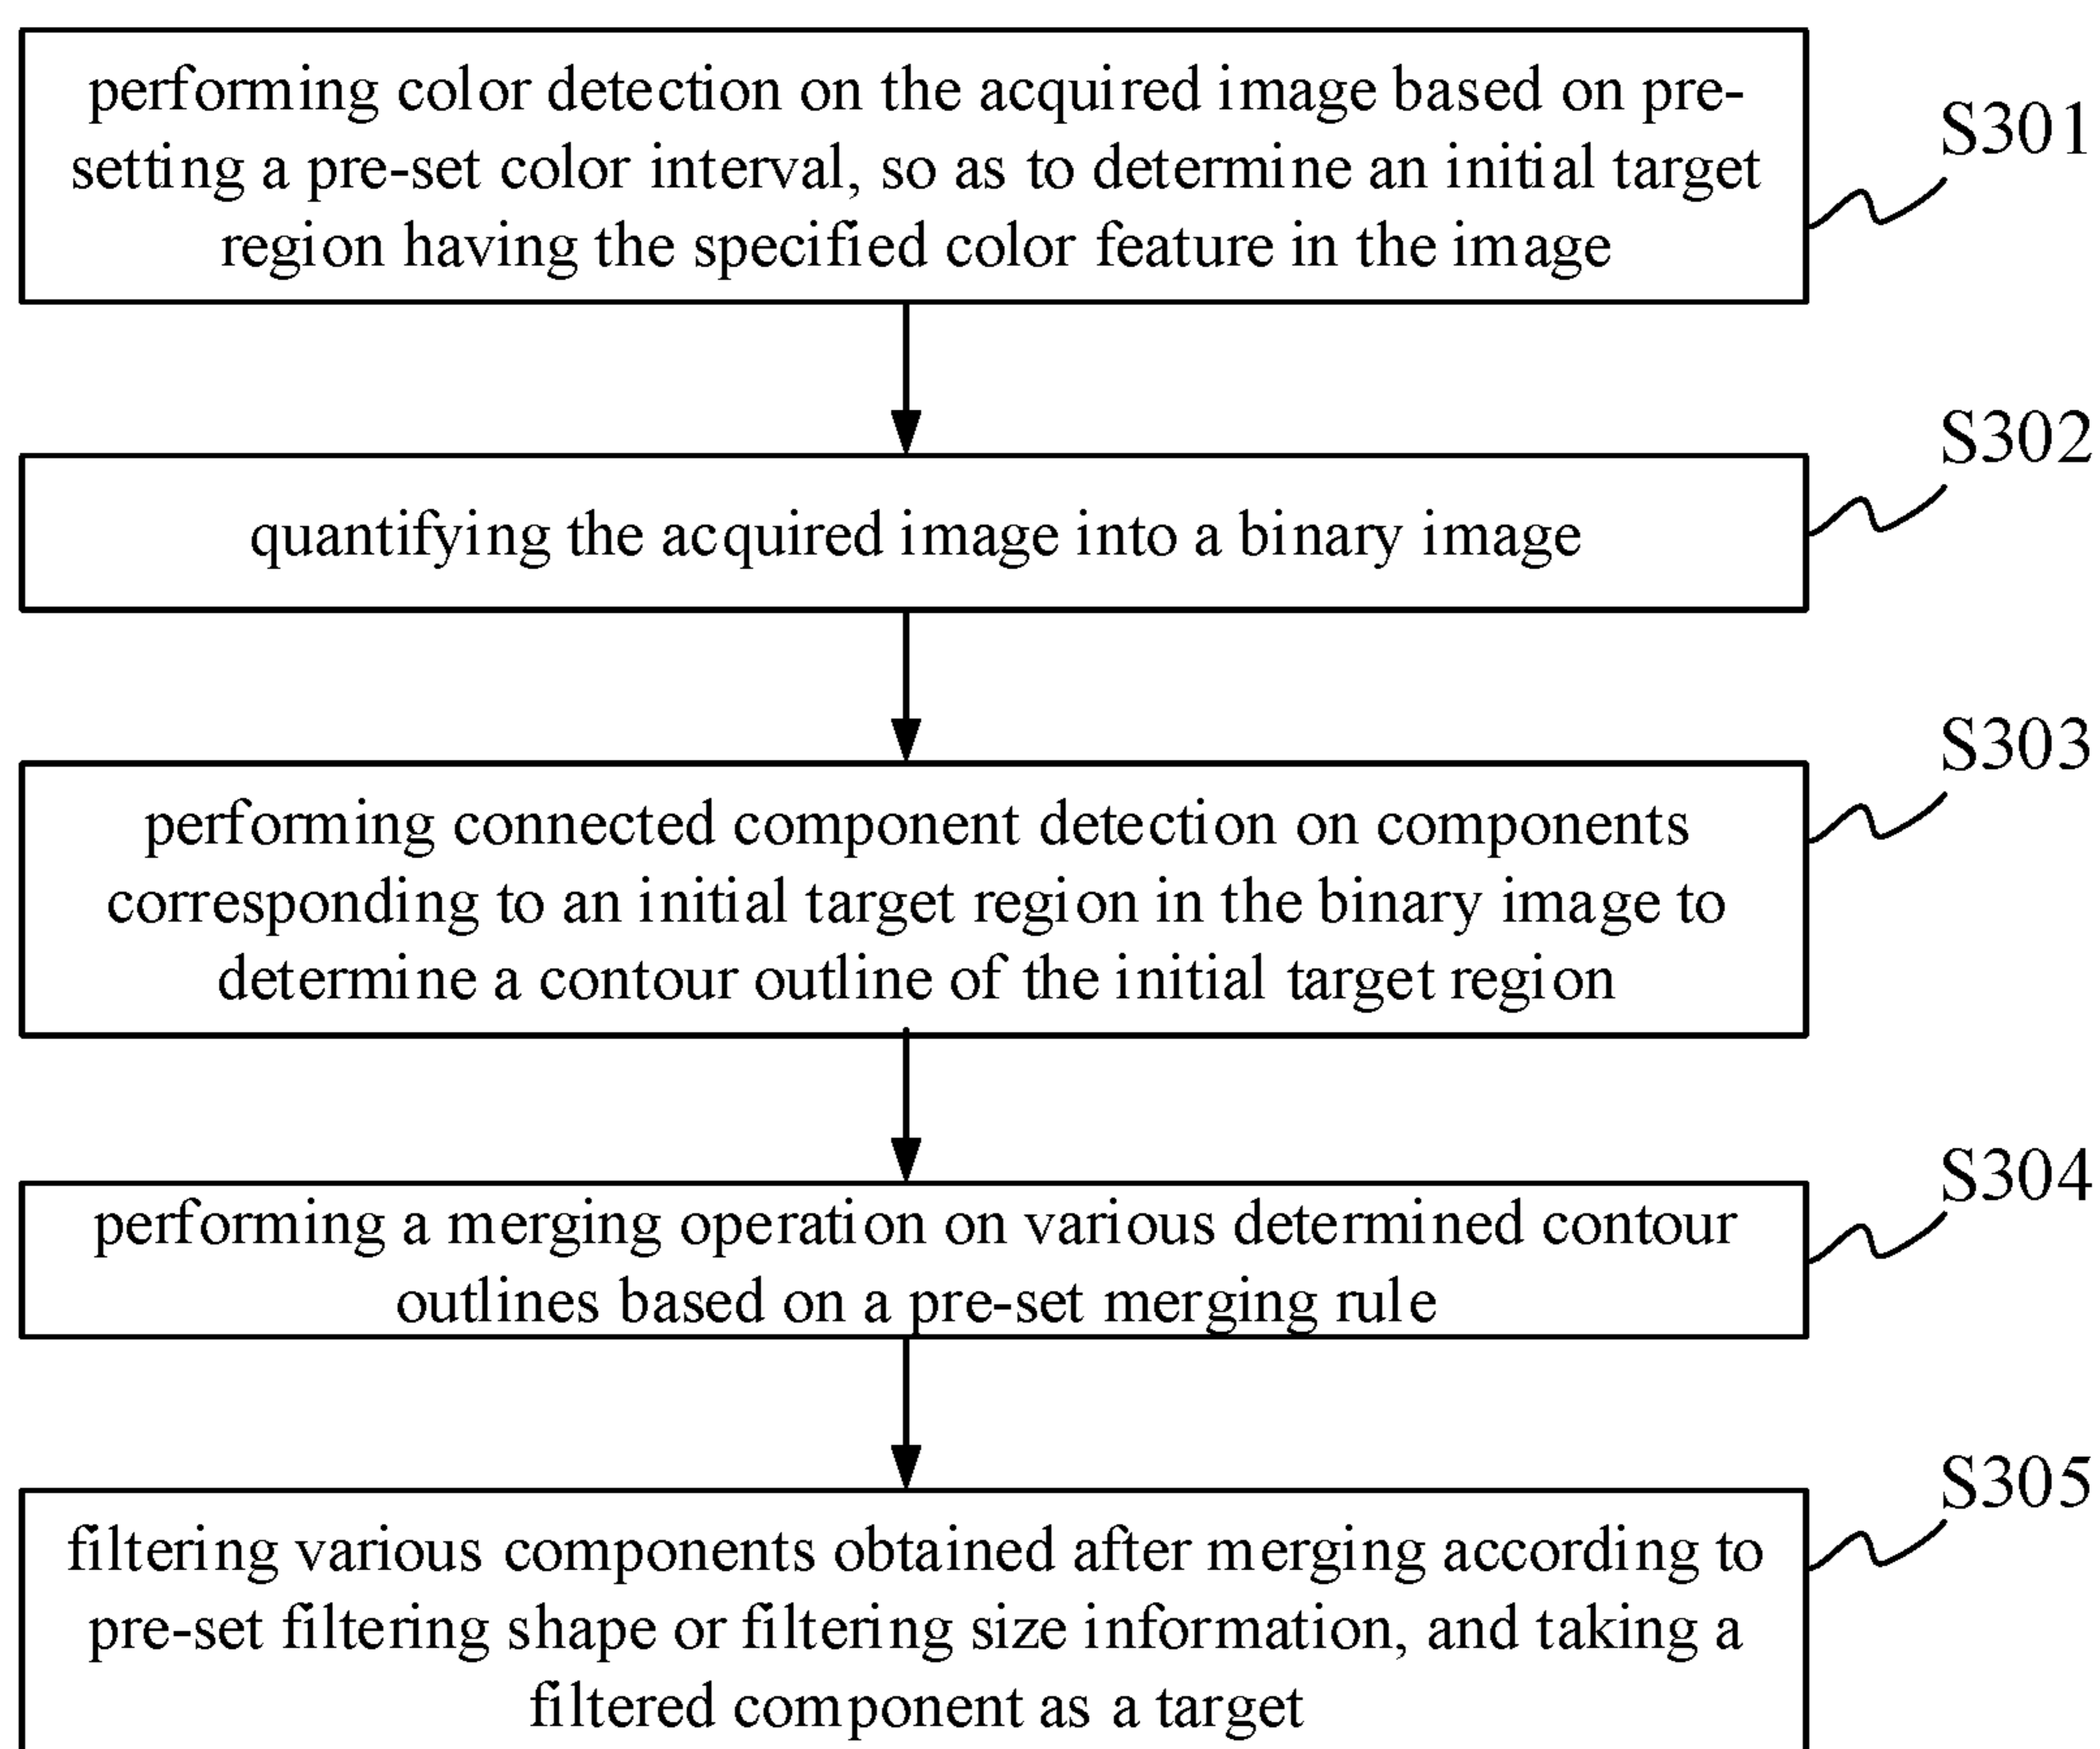 performing color detection on the acquired image based on pre-
setting a pre-set color interval, so as to determine an initial target
region having the specified color feature in the image
S301
S302
quantifying the acquired image into a binary image
S303
performing connected component detection on components
corresponding to an initial target region in the binary image to
determine a contour outline of the initial target region
S304
performing a merging operation on various determined contour
outlines based on a pre-set merging rule
S305
filtering various components obtained after merging according to
pre-set filtering shape or filtering size information, and taking a
filtered component as a target